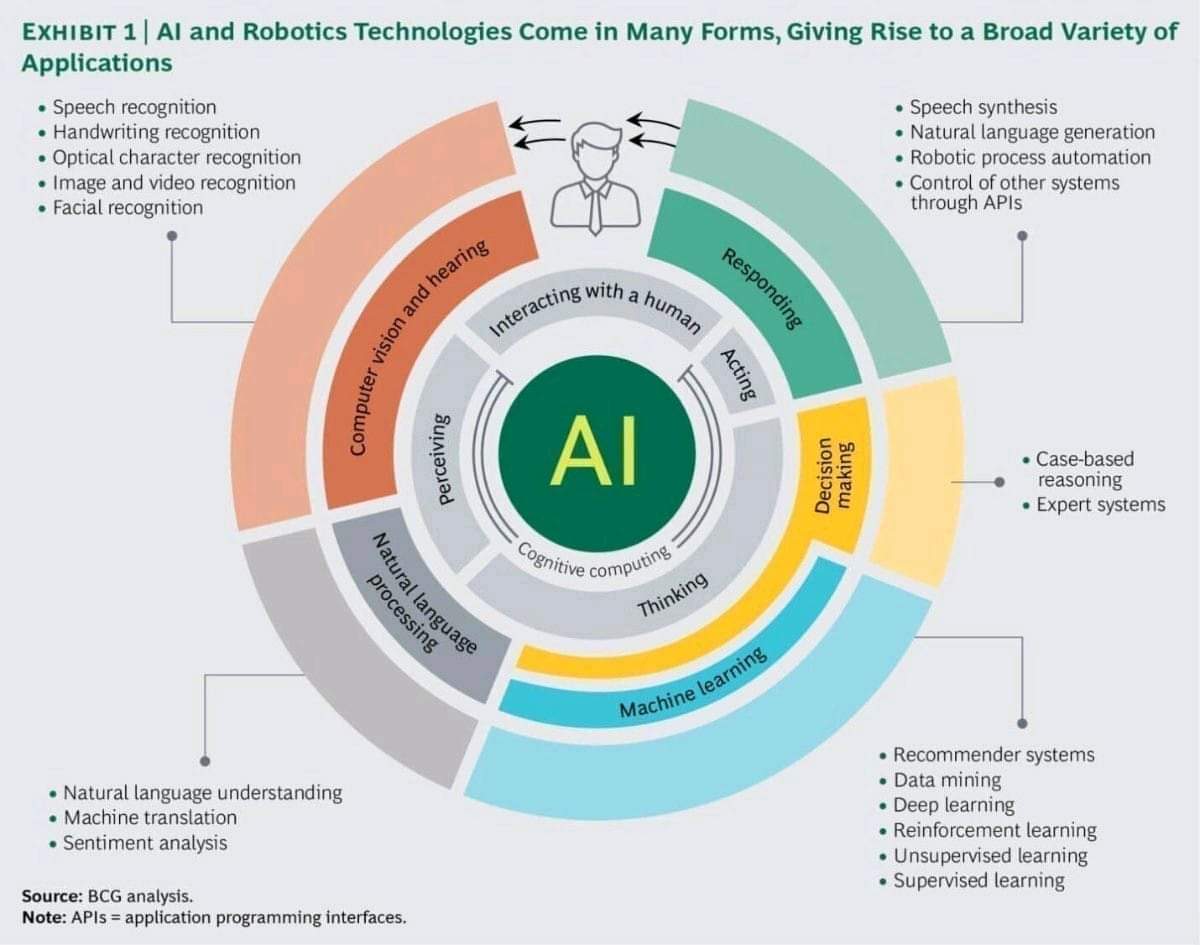 EXHIBIT 1 | AI and Robotics Technologies Come in Many Forms, Giving Rise to a Broad Variety of
Applications
• Speech recognition
• Handwriting recognition
• Optical character recognition
• Image and video recognition
• Facial recognition
• Speech synthesis
• Natural language generation
• Robotic process automation
• Control of other systems
through APIs
Computer vision and hearing
Interacting with a human
Responding
Acting
Perceiving
AI
Decision
making
• Case-based
reasoning
• Expert systems
Cognitive computing
Natural language
processing
Thinking
Machine learning
• Natural language understanding
• Machine translation
• Sentiment analysis
• Recommender systems
• Data mining
• Deep learning
• Reinforcement learning
• Unsupervised learning
• Supervised learning
Source: BCG analysis.
Note: APIs = application programming interfaces.